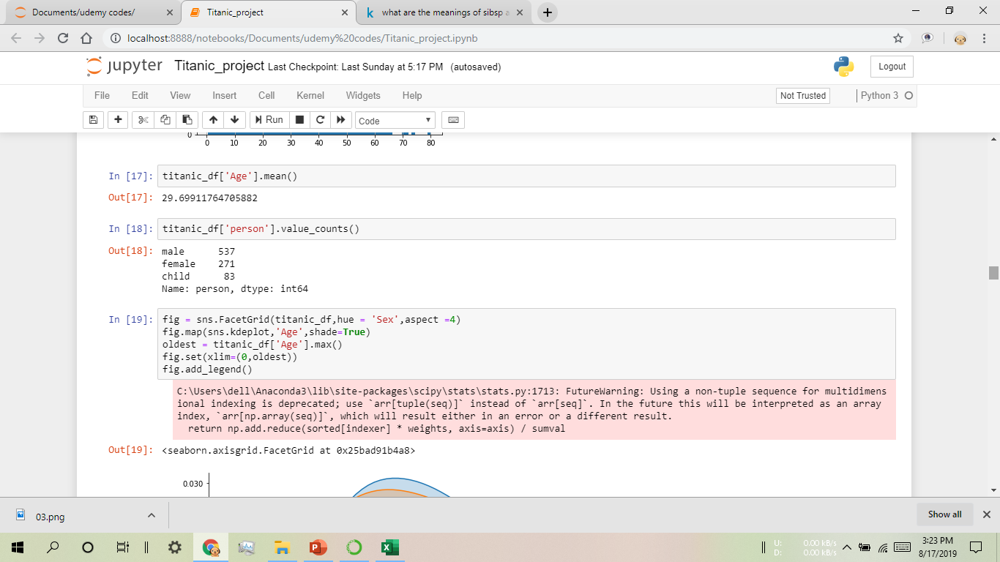 Documents/udemy codes/
Titanic_project
what are the meanings of sibsp a
localhost:8888/notebooks/Documents/udemy%20codes/Titanic_project.ipynb
jupyter Titanic_project Last Checkpoint: Last Sunday at 5:17 PM (autosaved)
Logout
File Edit View Insert Cell Kernel Widgets Help
Not Trusted
Python 3
Run
Code
0
0 10 20 30 40 50 60 70 80
In [17]: titanic_df['Age'].mean()
Out[17]: 29.69911764705882
In [18]: titanic_df['person'].value_counts()
Out[18]: male 537
female 271
child 83
Name: person, dtype: int64
In [19]: fig = sns.FacetGrid(titanic_df,hue = 'Sex',aspect =4)
fig.map(sns.kdeplot,'Age',shade=True)
oldest = titanic_df['Age'].max()
fig.set(xlim=(0,oldest))
fig.add_legend()
C:\Users\dell\Anaconda3\lib\site-packages\scipy\stats\stats.py:1713: FutureWarning: Using a non-tuple sequence for multidimens
ional indexing is deprecated; use `arr[tuple(seq)]` instead of `arr[seq]`. In the future this will be interpreted as an array
index, `arr[np.array(seq)]`, which will result either in an error or a different result.
return np.add.reduce(sorted[indexer] * weights, axis=axis) / sumval
Out[19]: <seaborn.axisgrid.FacetGrid at 0x25bad91b4a8>
0.030
03.png
Show all
U: 0.00 kB/s
D: 0.00 kB/s
3:23 PM
8/17/2019